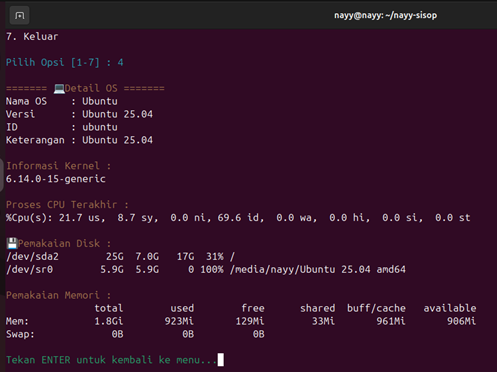 nayy@nayy: ~/nayy-sisop
7. Keluar
Pilih Opsi [1-7] : 4
======= 💻Detail OS =======
Nama OS    : Ubuntu
Versi      : Ubuntu 25.04
ID         : ubuntu
Keterangan : Ubuntu 25.04
Informasi Kernel :
6.14.0-15-generic
Proses CPU Terakhir :
%Cpu(s): 21.7 us,  8.7 sy,  0.0 ni, 69.6 id,  0.0 wa,  0.0 hi,  0.0 si,  0.0 st
💾Pemakaian Disk :
/dev/sda2        25G  7.0G   17G  31% /
/dev/sr0        5.9G  5.9G     0 100% /media/nayy/Ubuntu 25.04 amd64
Pemakaian Memori :
               total        used        free      shared  buff/cache   available
Mem:           1.8Gi       923Mi       129Mi        33Mi       961Mi       906Mi
Swap:             0B          0B          0B
Tekan ENTER untuk kembali ke menu...